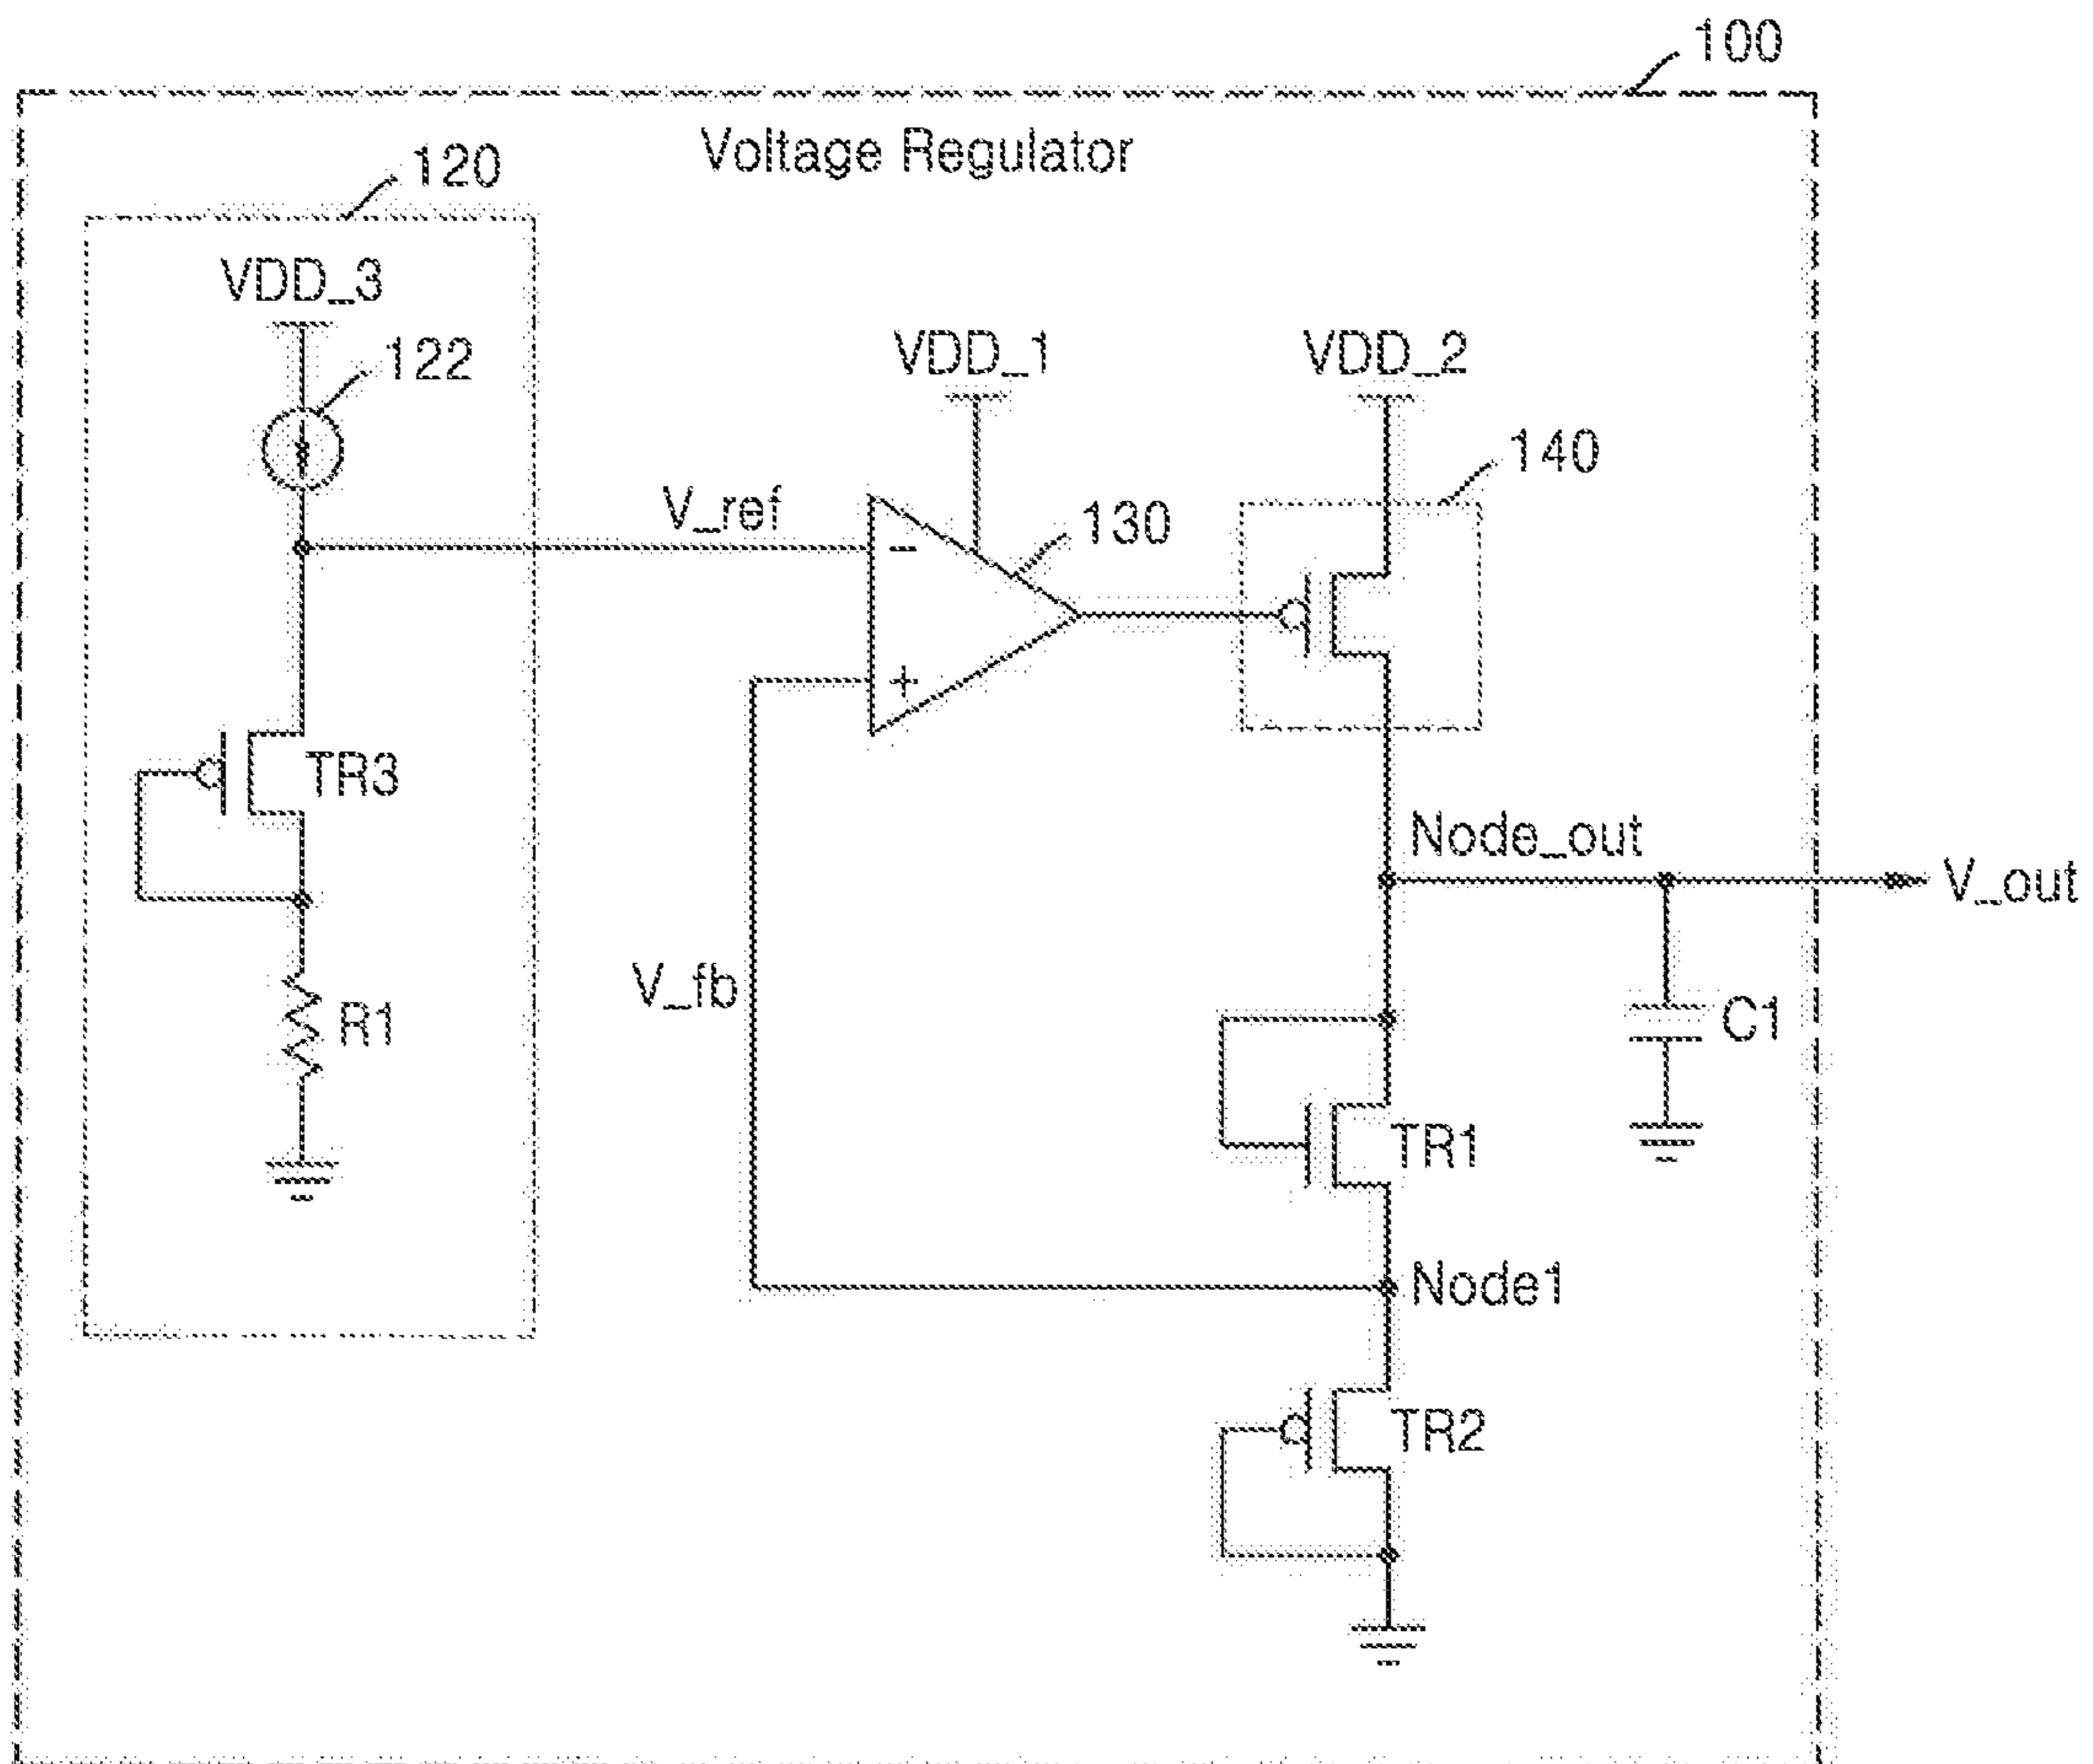 100
Voltage Regulator
120
VDD_3
122
VDD_1
VDD_2
140
V_ref
130
-
+
TR3
Node_out
V_out
V_fb
R1
C1
TR1
Node1
TR2